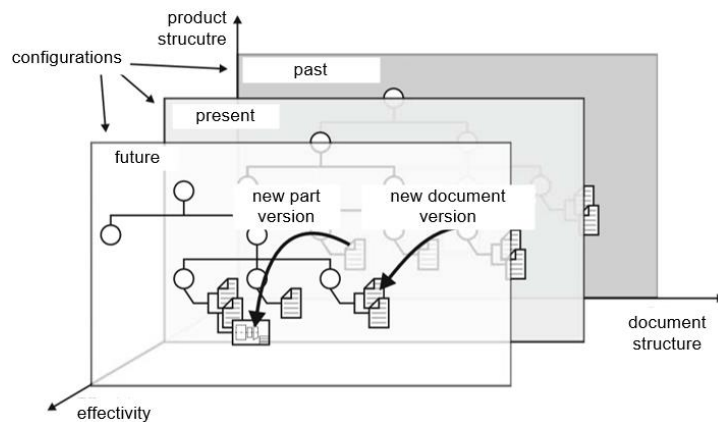 product
strucutre
configurations
past
present
future
new part
version
new document
version
document
structure
effectivity